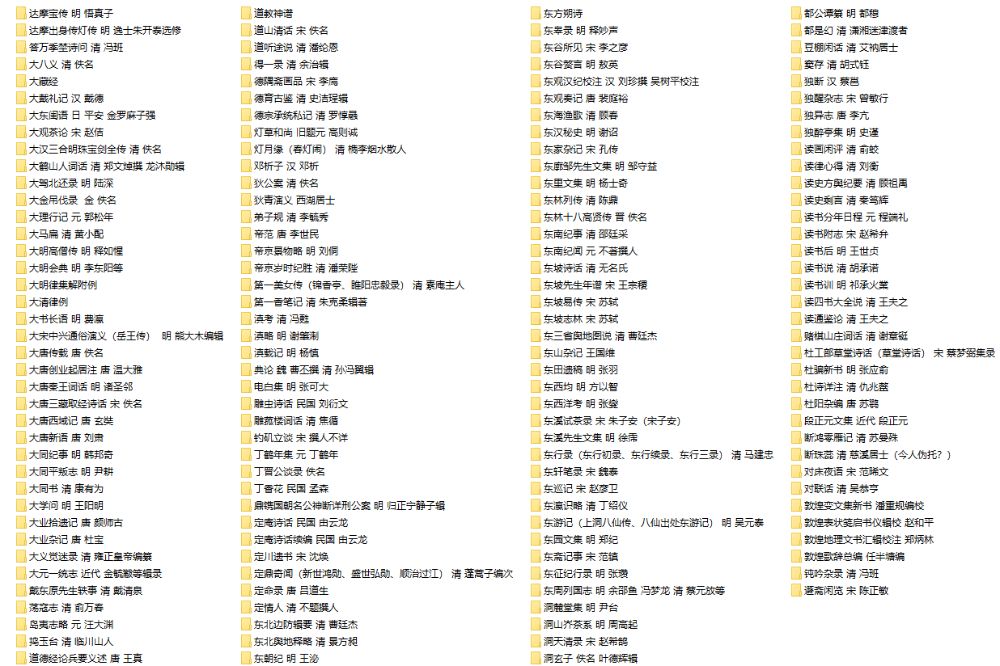 达摩宝传 明 悟真子
达摩出身传灯传 明 逸士朱开泰选修
答万季埜诗问 清 冯班
大八义 清 佚名
大藏经
大戴礼记 汉 戴德
大东闺语 日 平安 金罗麻子强
大观茶论 宋 赵佶
大汉三合明珠宝剑全传 清 佚名
大鹤山人词话 清 郑文焯撰 龙沐勋辑
大驾北还录 明 陆深
大金吊伐录 金 佚名
大理行记 元 郭松年
大马扁 清 黄小配
大明高僧传 明 释如惺
大明会典 明 李东阳等
大明律集解附例
大清律例
大书长语 明 费瀛
大宋中兴通俗演义（岳王传） 明 熊大木编辑
大唐传载 唐 佚名
大唐创业起居注 唐 温大雅
大唐秦王词话 明 诸圣邻
大唐三藏取经诗话 宋 佚名
大唐西域记 唐 玄奘
大唐新语 唐 刘肃
大同纪事 明 韩邦奇
大同平叛志 明 尹耕
大同书 清 康有为
大学问 明 王阳明
大业拾遗记 唐 颜师古
大业杂记 唐 杜宝
大义觉迷录 清 雍正皇帝编纂
大元一统志 近代 金毓黻等辑录
戴东原先生轶事 清 戴清泉
荡寇志 清 俞万春
岛夷志略 元 汪大渊
捣玉台 清 临川山人
道德经论兵要义述 唐 王真
道教神谱
道山清话 宋 佚名
道听途说 清 潘纶恩
得一录 清 余治辑
德隅斋画品 宋 李廌
德育古鉴 清 史洁珵辑
德宗承统私记 清 罗惇曧
灯草和尚 旧题元 高则诚
灯月缘（春灯闹） 清 檇李烟水散人
邓析子 汉 邓析
狄公案 清 佚名
狄青演义 西湖居士
弟子规 清 李毓秀
帝范 唐 李世民
帝京景物略 明 刘侗
帝京岁时纪胜 清 潘荣陛
第一美女传（锦香亭、睢阳忠毅录） 清 素庵主人
第一香笔记 清 朱克柔辑著
滇考 清 冯甦
滇略 明 谢肇淛
滇载记 明 杨慎
典论 魏 曹丕撰 清 孙冯翼辑
电白集 明 张可大
雕虫诗话 民国 刘衍文
雕菰楼词话 清 焦循
钓矶立谈 宋 撰人不详
丁鹤年集 元 丁鹤年
丁晋公谈录 佚名
丁香花 民国 孟森
鼎镌国朝名公神断详刑公案 明 归正宁静子辑
定庵诗话 民国 由云龙
定庵诗话续编 民国 由云龙
定川遗书 宋 沈焕
定鼎奇闻（新世鸿勋、盛世弘勋、顺治过江） 清 蓬蒿子编次
定命录 唐 吕道生
定情人 清 不题撰人
东北边防辑要 清 曹廷杰
东北舆地释略 清 景方昶
东朝纪 明 王泌
东方朔诗
东皋录 明 释妙声
东谷所见 宋 李之彦
东谷赘言 明 敖英
东观汉纪校注 汉 刘珍撰 吴树平校注
东观奏记 唐 裴庭裕
东海渔歌 清 顾春
东汉秘史 明 谢诏
东家杂记 宋 孔传
东廓邹先生文集 明 邹守益
东里文集 明 杨士奇
东林列传 清 陈鼎
东林十八高贤传 晋 佚名
东南纪事 清 邵廷采
东南纪闻 元 不著撰人
东坡诗话 清 无名氏
东坡先生年谱 宋 王宗稷
东坡易传 宋 苏轼
东坡志林 宋 苏轼
东三省舆地图说 清 曹廷杰
东山杂记 王国维
东田遗稿 明 张羽
东西均 明 方以智
东西洋考 明 张燮
东溪试茶录 宋 朱子安（宋子安）
东溪先生文集 明 徐霈
东行录（东行初录、东行续录、东行三录） 清 马建忠
东轩笔录 宋 魏泰
东巡记 宋 赵彦卫
东瀛识略 清 丁绍仪
东游记（上洞八仙传、八仙出处东游记） 明 吴元泰
东园文集 明 郑纪
东斋记事 宋 范镇
东征纪行录 明 张瓒
东周列国志 明 余邵鱼 冯梦龙 清 蔡元放等
洞麓堂集 明 尹台
洞山岕茶系 明 周高起
洞天清录 宋 赵希鹄
洞玄子 佚名 叶德辉辑
都公谭纂 明 都穆
都是幻 清 潇湘迷津渡者
豆棚闲话 清 艾衲居士
窦存 清 胡式钰
独断 汉 蔡邕
独醒杂志 宋 曾敏行
独异志 唐 李亢
独醉亭集 明 史谨
读画闲评 清 俞蛟
读律心得 清 刘衡
读史方舆纪要 清 顾祖禹
读史剩言 清 秦笃辉
读书分年日程 元 程端礼
读书附志 宋 赵希弁
读书后 明 王世贞
读书说 清 胡承诺
读书训 明 祁承火業
读四书大全说 清 王夫之
读通鉴论 清 王夫之
赌棋山庄词话 清 谢章铤
杜工部草堂诗话（草堂诗话） 宋 蔡梦弼集录
杜骗新书 明 张应俞
杜诗详注 清 仇兆鳌
杜阳杂编 唐 苏鹗
段正元文集 近代 段正元
断鸿零雁记 清 苏曼殊
断珠蕊 清 慈溪居士（今人伪托？）
对床夜语 宋 范晞文
对联话 清 吴恭亨
敦煌变文集新书 潘重规编校
敦煌表状笺启书仪辑校 赵和平
敦煌地理文书汇辑校注 郑炳林
敦煌歌辞总编 任半塘编
钝吟杂录 清 冯班
遯斋闲览 宋 陈正敏